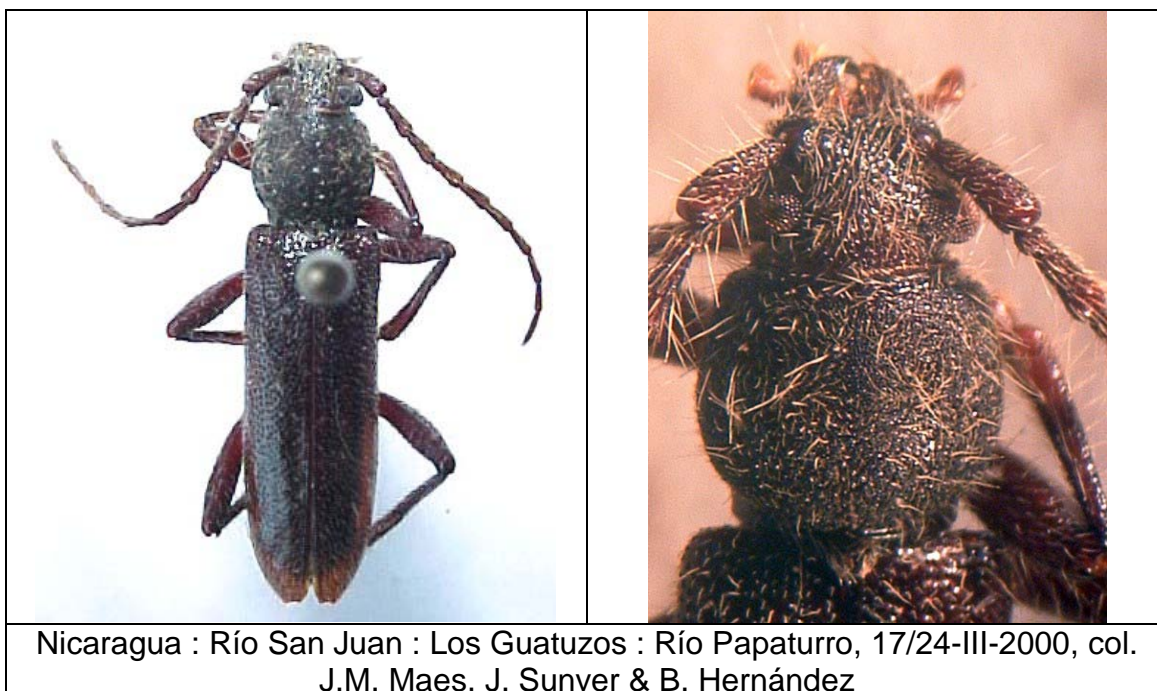 Nicaragua : Río San Juan : Los Guatuzos : Río Papaturro, 17/24-III-2000, col.
J.M. Maes, J. Sunyer & B. Hernández